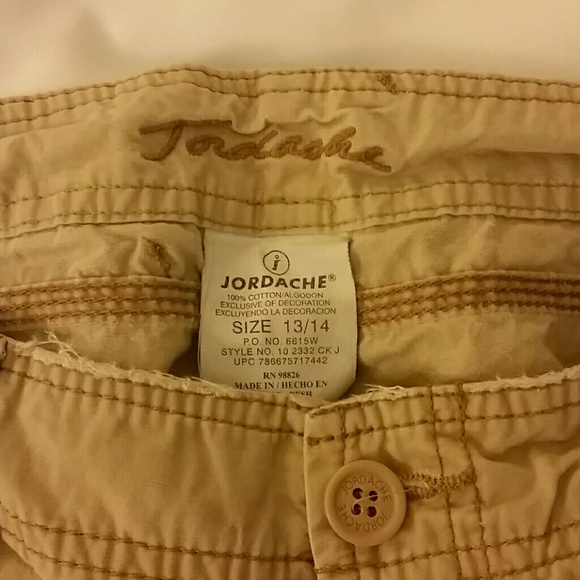 Jordache
j
JORDACHE®
100% COTTON/ALGODON
EXCLUSIVE OF DECORATION
EXCLUYENDO LA DECORACION
SIZE 13/14
P.O. NO. 6615W
STYLE NO. 10 2332 CK J
UPC 786675717442
RN 98826
MADE IN / HECHO EN
JORDACHE
JORDACHE